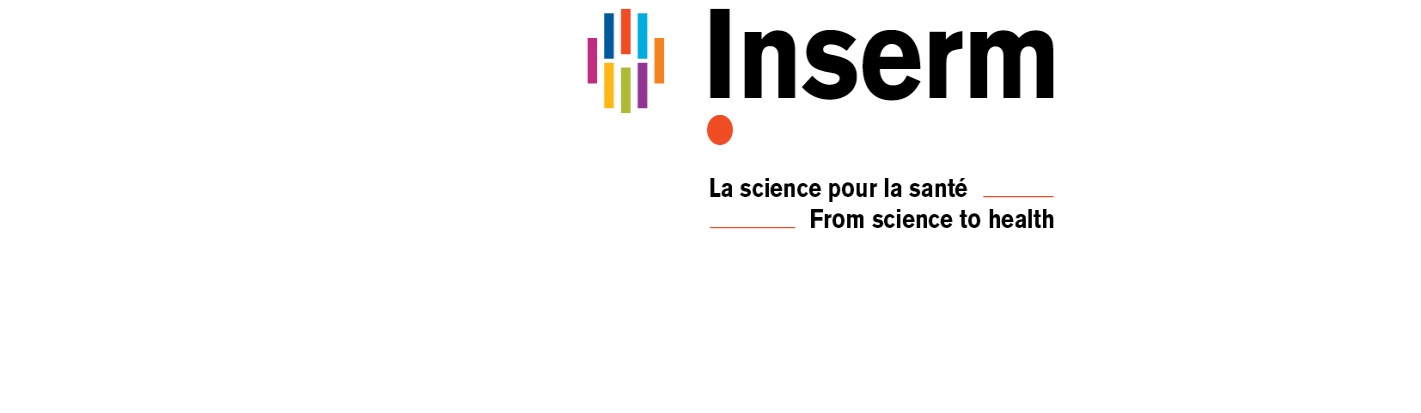 Inserm
La science pour la santé
From science to health